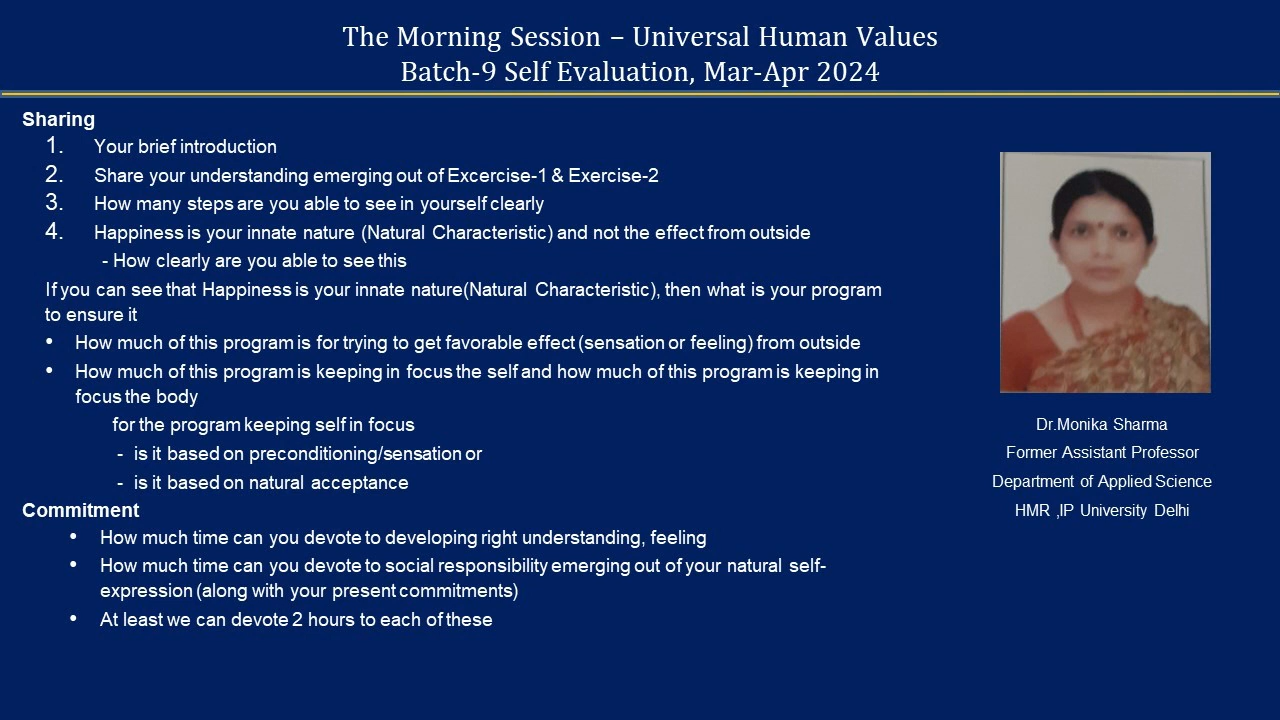 The Morning Session – Universal Human Values
Batch-9 Self Evaluation, Mar-Apr 2024
Sharing
1. Your brief introduction
2. Share your understanding emerging out of Excercise-1 & Exercise-2
3. How many steps are you able to see in yourself clearly
4. Happiness is your innate nature (Natural Characteristic) and not the effect from outside
- How clearly are you able to see this
If you can see that Happiness is your innate nature(Natural Characteristic), then what is your program
to ensure it
• How much of this program is for trying to get favorable effect (sensation or feeling) from outside
• How much of this program is keeping in focus the self and how much of this program is keeping in
focus the body
for the program keeping self in focus
- is it based on preconditioning/sensation or
- is it based on natural acceptance
Commitment
• How much time can you devote to developing right understanding, feeling
• How much time can you devote to social responsibility emerging out of your natural self-
expression (along with your present commitments)
• At least we can devote 2 hours to each of these
Dr.Monika Sharma
Former Assistant Professor
Department of Applied Science
HMR ,IP University Delhi